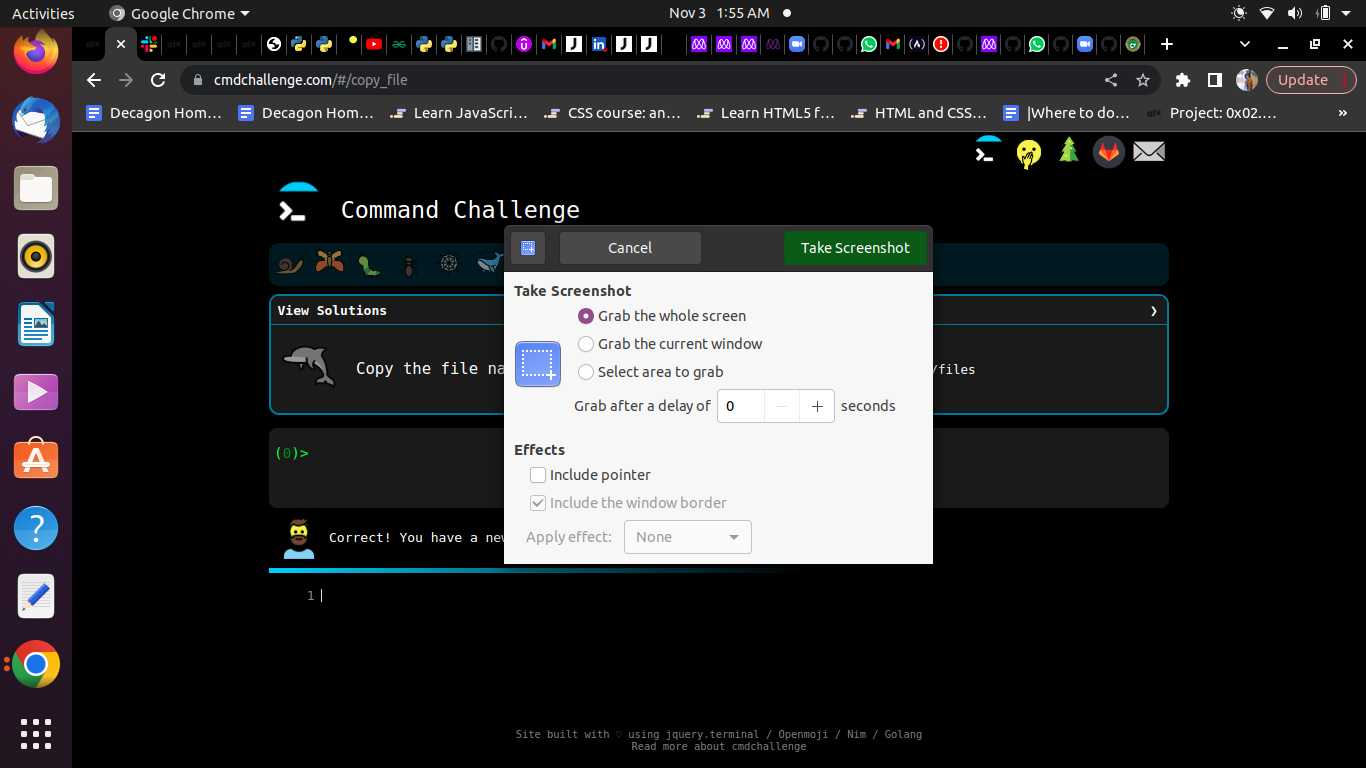 Activities Google Chrome Nov 3 1:55 AM
cmdchallenge.com/#/copy_file Update
Decagon Hom… Decagon Hom… Learn JavaScri… CSS course: an… Learn HTML5 f… HTML and CSS… |Where to do… Project: 0x02.… »
Command Challenge
Cancel Take Screenshot
View Solutions
Take Screenshot
Grab the whole screen
Grab the current window
Select area to grab
Copy the file na
/files
Grab after a delay of 0 seconds
Effects
Include pointer
Include the window border
Apply effect: None
(0)>
Correct! You have a new
1
Site built with ♡ using jquery.terminal / Openmoji / Nim / Golang
Read more about cmdchallenge